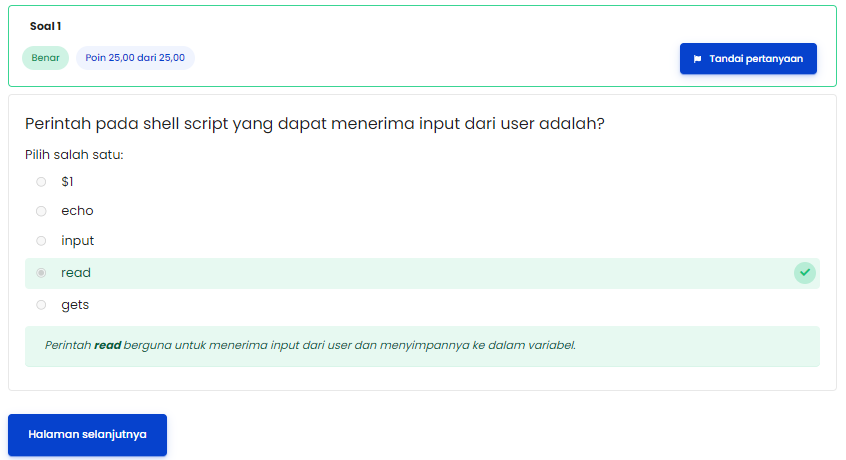 Soal 1
Benar
Poin 25,00 dari 25,00
Tandai pertanyaan
Perintah pada shell script yang dapat menerima input dari user adalah?
Pilih salah satu:
$1
echo
input
read
gets
Perintah read berguna untuk menerima input dari user dan menyimpannya ke dalam variabel.
Halaman selanjutnya